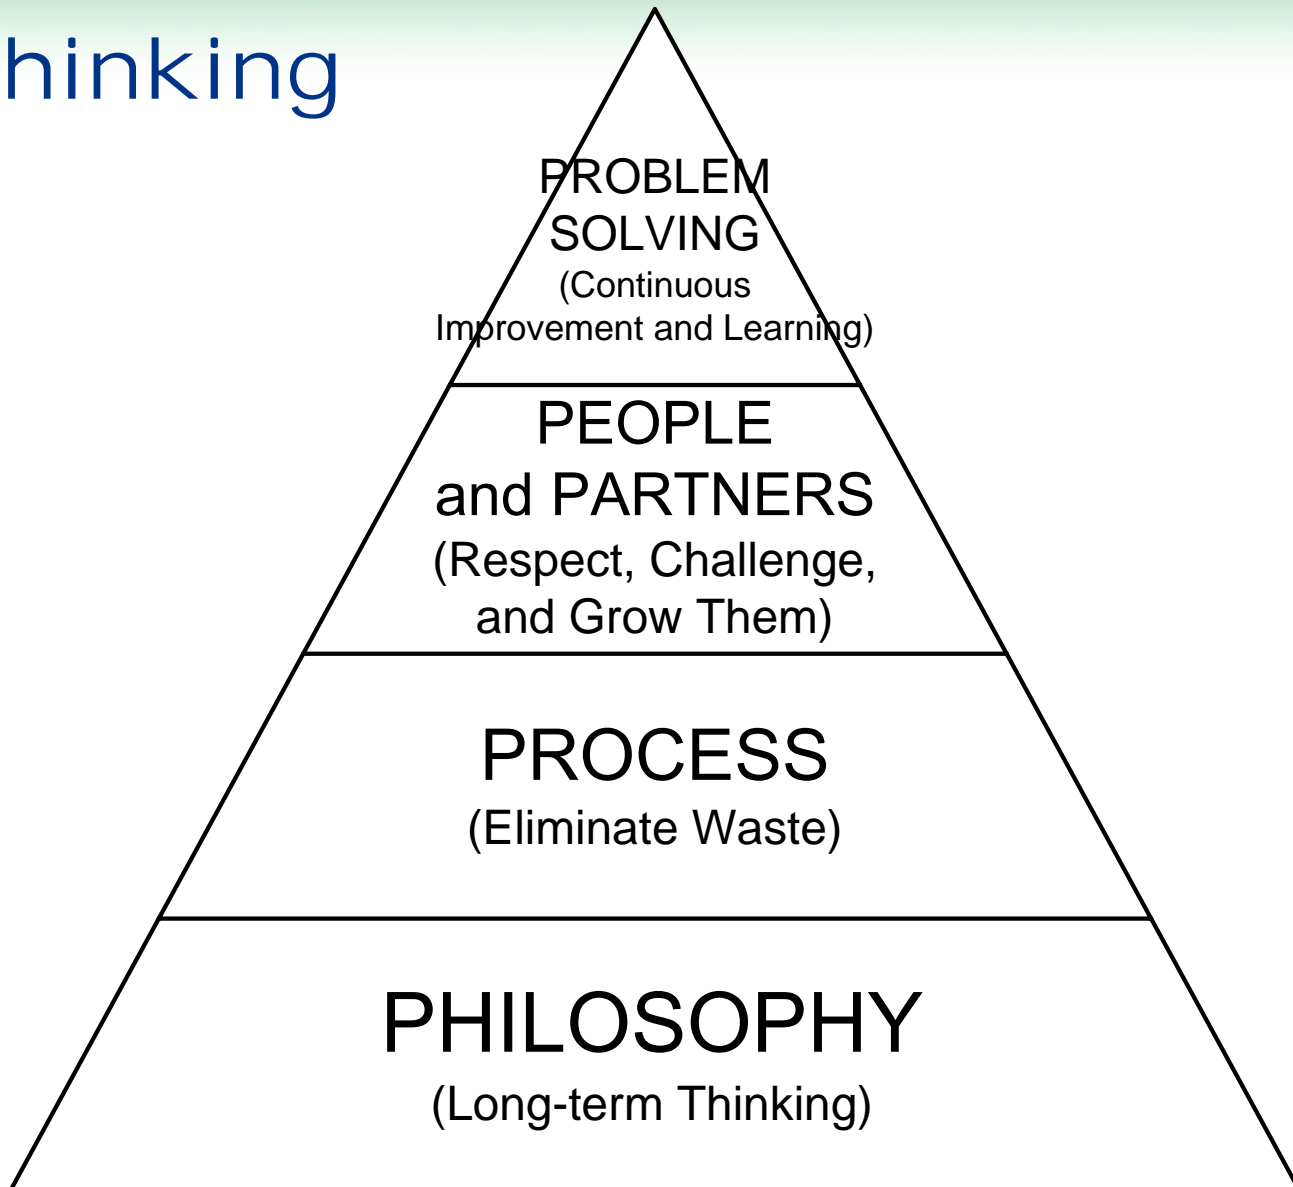 hinking
PROBLEM
SOLVING
(Continuous
Improvement and Learning)
PEOPLE
and PARTNERS
(Respect, Challenge,
and Grow Them)
PROCESS
(Eliminate Waste)
PHILOSOPHY
(Long-term Thinking)